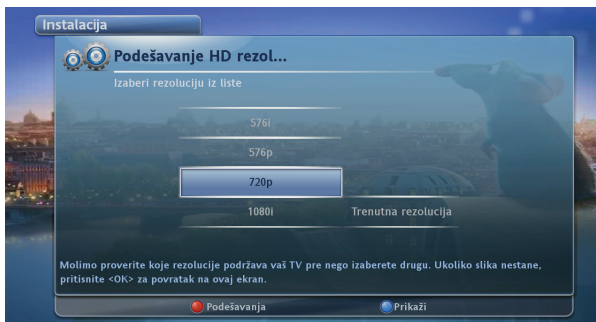 Instalacija
Podešavanje HD rezol...
Izaberi rezoluciju iz liste
576i
576p
720p
1080i Trenutna rezolucija
Molimo proverite koje rezolucije podržava vaš TV pre nego izaberete drugu. Ukoliko slika nestane,
pritisnite <OK> za povratak na ovaj ekran.
Podešavanja Prikaži